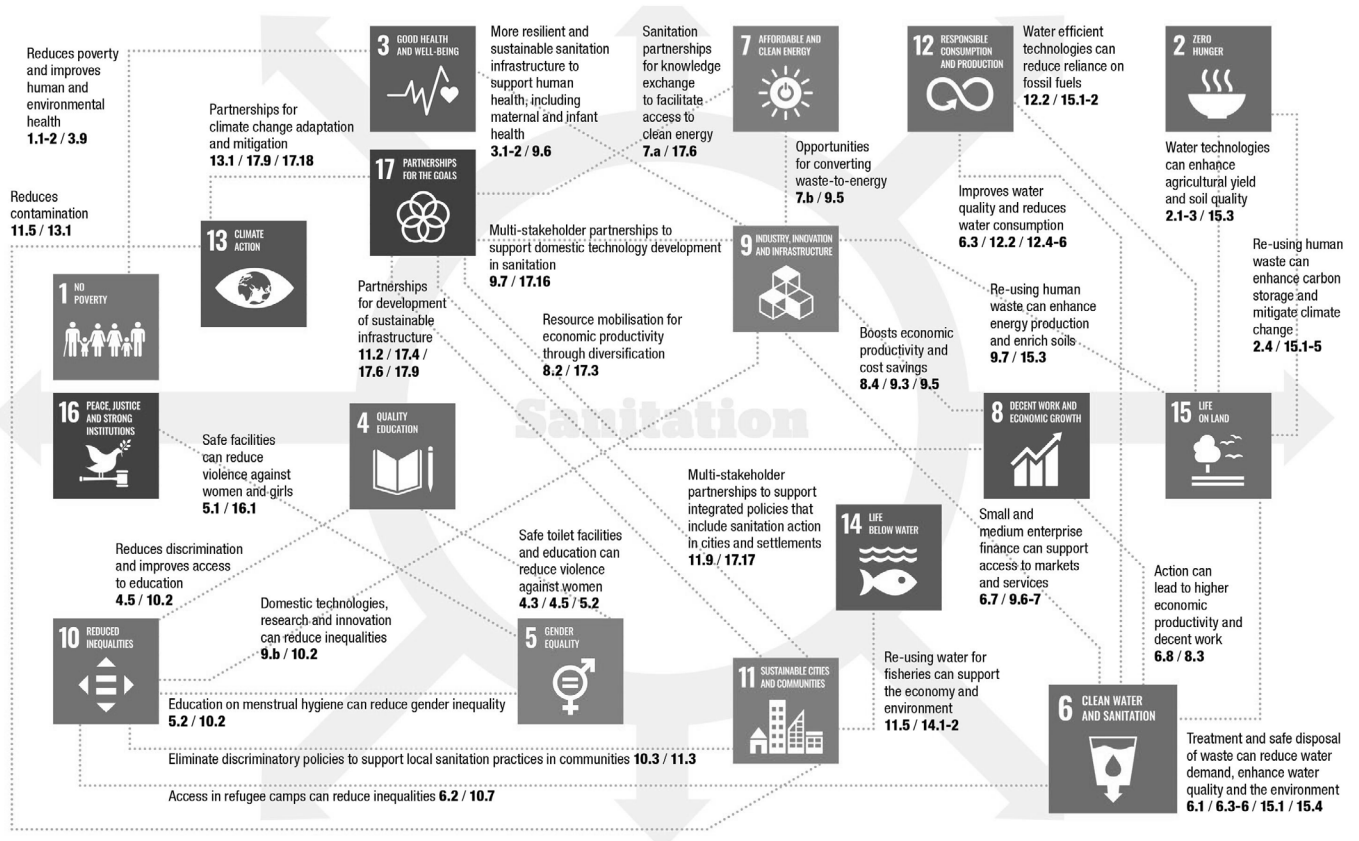 Reduces poverty
and improves
human and
environmental
health
1.1-2 / 3.9
3 GOOD HEALTH
AND WELL-BEING
More resilient and
sustainable sanitation
infrastructure to
support human
health, including
maternal and infant
health
3.1-2 / 9.6
Sanitation
partnerships
for knowledge
exchange
to facilitate
access to
clean energy
7.a / 17.6
7 AFFORDABLE AND
CLEAN ENERGY
12 RESPONSIBLE
CONSUMPTION
AND PRODUCTION
Water efficient
technologies can
reduce reliance on
fossil fuels
12.2 / 15.1-2
2 ZERO
HUNGER
Partnerships for
climate change adaptation
and mitigation
13.1 / 17.9 / 17.18
17 PARTNERSHIPS
FOR THE GOALS
Opportunities
for converting
waste-to-energy
7.b / 9.5
Water technologies
can enhance
agricultural yield
and soil quality
2.1-3 / 15.3
Improves water
quality and reduces
water consumption
6.3 / 12.2 / 12.4-6
Reduces
contamination
11.5 / 13.1
13 CLIMATE
ACTION
Multi-stakeholder partnerships to
support domestic technology development
in sanitation
9.7 / 17.16
9 INDUSTRY, INNOVATION
AND INFRASTRUCTURE
Re-using human
waste can
enhance carbon
storage and
mitigate climate
change
2.4 / 15.1-5
1 NO
POVERTY
Partnerships
for development
of sustainable
infrastructure
11.2 / 17.4 /
17.6 / 17.9
Resource mobilisation for
economic productivity
through diversification
8.2 / 17.3
Re-using human
waste can enhance
energy production
and enrich soils
9.7 / 15.3
Boosts economic
productivity and
cost savings
8.4 / 9.3 / 9.5
16 PEACE, JUSTICE
AND STRONG
INSTITUTIONS
4 QUALITY
EDUCATION
Sanitation
8 DECENT WORK AND
ECONOMIC GROWTH
15 LIFE
ON LAND
Safe facilities
can reduce
violence against
women and girls
5.1 / 16.1
Multi-stakeholder
partnerships to support
integrated policies that
include sanitation action
in cities and settlements
11.9 / 17.17
14 LIFE
BELOW WATER
Small and
medium enterprise
finance can support
access to markets
and services
6.7 / 9.6-7
Reduces discrimination
and improves access
to education
4.5 / 10.2
Safe toilet facilities
and education can
reduce violence
against women
4.3 / 4.5 / 5.2
Action can
lead to higher
economic
productivity and
decent work
6.8 / 8.3
Domestic technologies,
research and innovation
can reduce inequalities
9.b / 10.2
10 REDUCED
INEQUALITIES
5 GENDER
EQUALITY
11 SUSTAINABLE CITIES
AND COMMUNITIES
Re-using water for
fisheries can support
the economy and
environment
11.5 / 14.1-2
6 CLEAN WATER
AND SANITATION
Education on menstrual hygiene can reduce gender inequality
5.2 / 10.2
Eliminate discriminatory policies to support local sanitation practices in communities 10.3 / 11.3
Access in refugee camps can reduce inequalities 6.2 / 10.7
Treatment and safe disposal
of waste can reduce water
demand, enhance water
quality and the environment
6.1 / 6.3-6 / 15.1 / 15.4